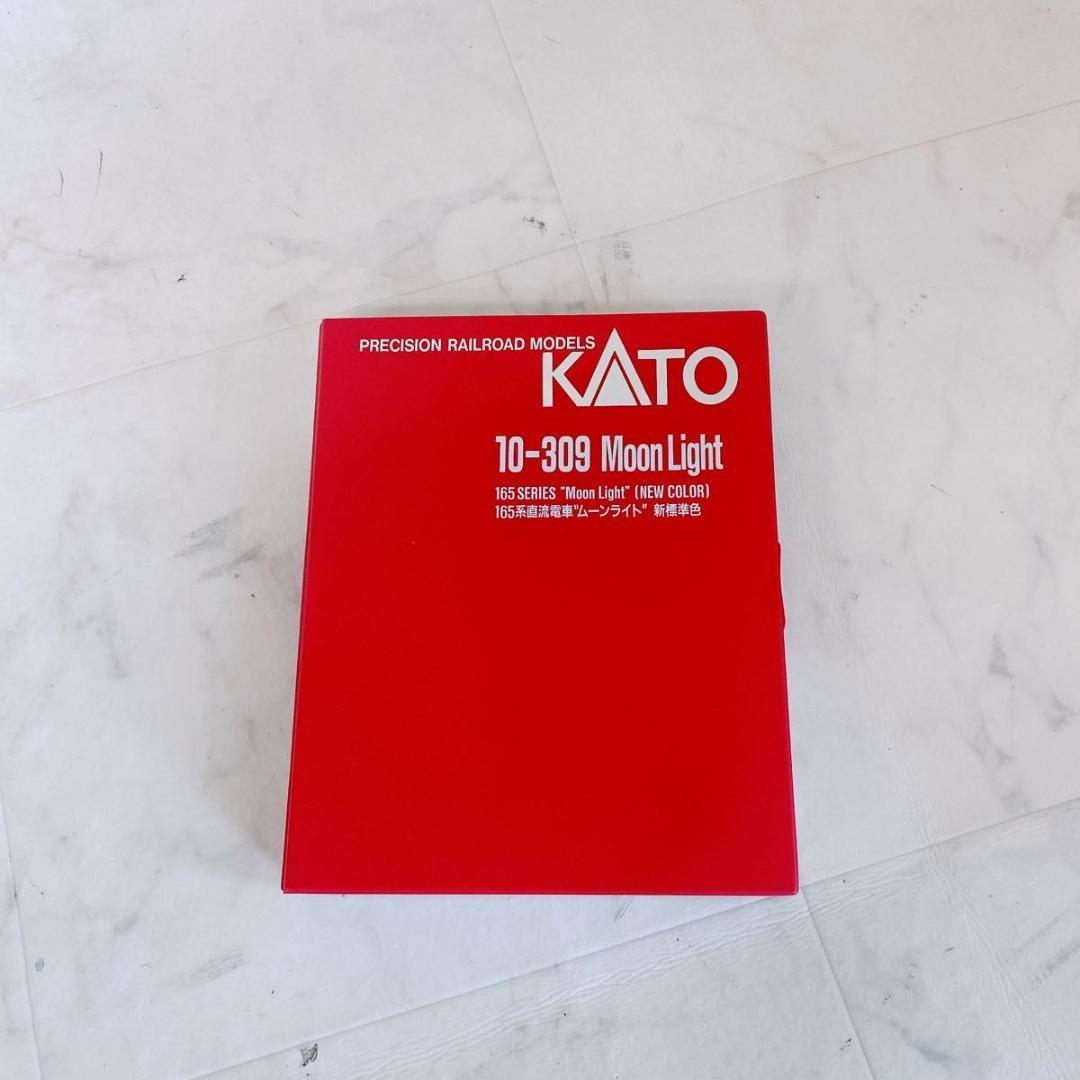 PRECISION RAILROAD MODELS
KATO
10-309 Moon Light
165 SERIES "Moon Light" (NEW COLOR)
165系直流電車"ムーンライト" 新標準色